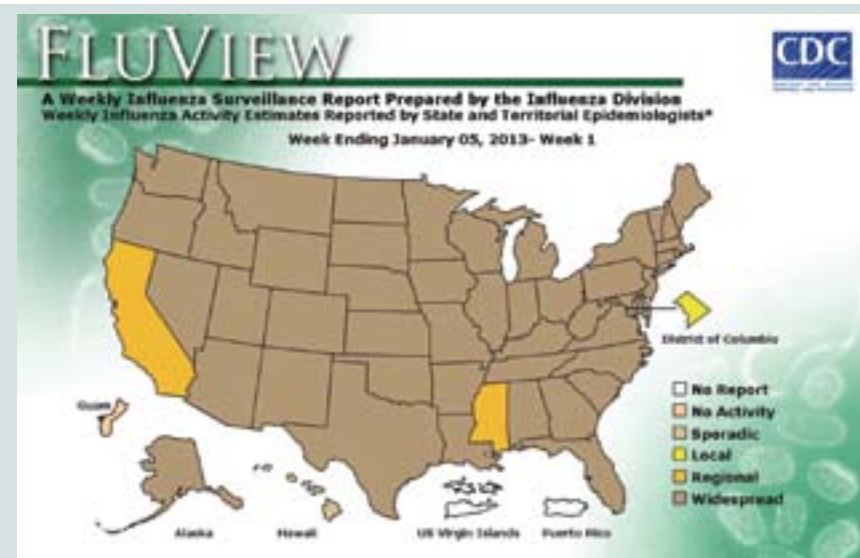 FLUVIEW
CDC
A Weekly Influenza Surveillance Report Prepared by the Influenza Division
Weekly Influenza Activity Estimates Reported by State and Territorial Epidemiologists*
Week Ending January 05, 2013- Week 1
District of Columbia
Guam
No Report
No Activity
Sporadic
Local
Regional
Widespread
Alaska
Hawaii
US Virgin Islands
Puerto Rico